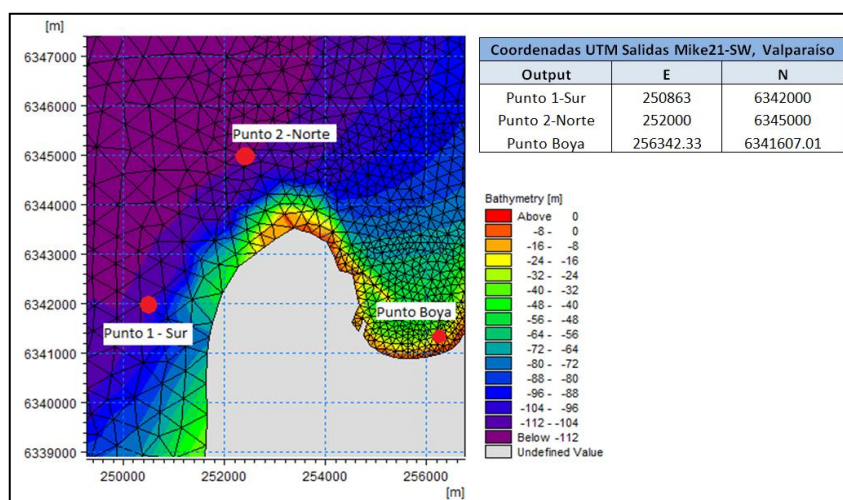 [m]
6347000
6346000
6345000
6344000
6343000
6342000
6341000
6340000
6339000
Punto 2 -Norte
Punto 1 - Sur
Punto Boya
250000 252000 254000 256000
[m]
Coordenadas UTM Salidas Mike21-SW, Valparaíso
Output E N
Punto 1-Sur 250863 6342000
Punto 2-Norte 252000 6345000
Punto Boya 256342.33 6341607.01
Bathymetry [m]
Above 0
-8 - 0
-16 - -8
-24 - -16
-32 - -24
-40 - -32
-48 - -40
-56 - -48
-64 - -56
-72 - -64
-80 - -72
-88 - -80
-96 - -88
-104 - -96
-112 - -104
Below -112
Undefined Value